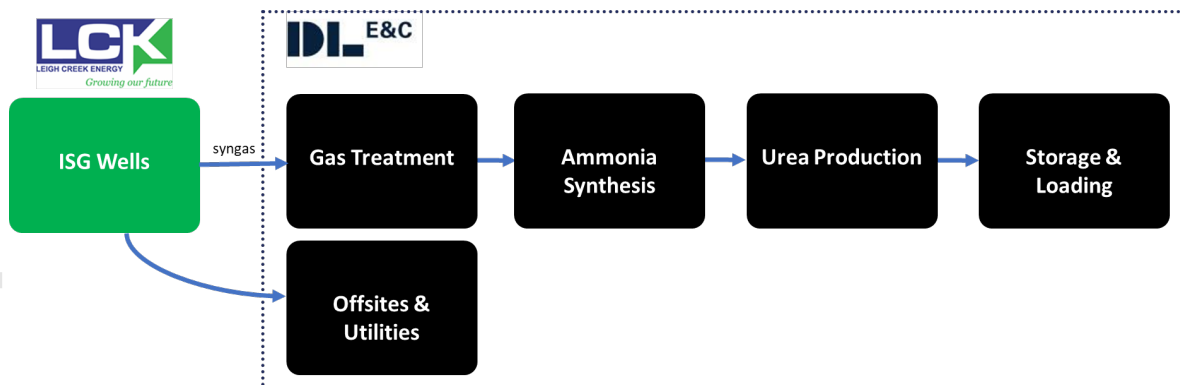 LCK
LEIGH CREEK ENERGY
Growing our future
DL E&C
ISG Wells
syngas
Gas Treatment
Ammonia
Synthesis
Urea Production
Storage &
Loading
Offsites &
Utilities